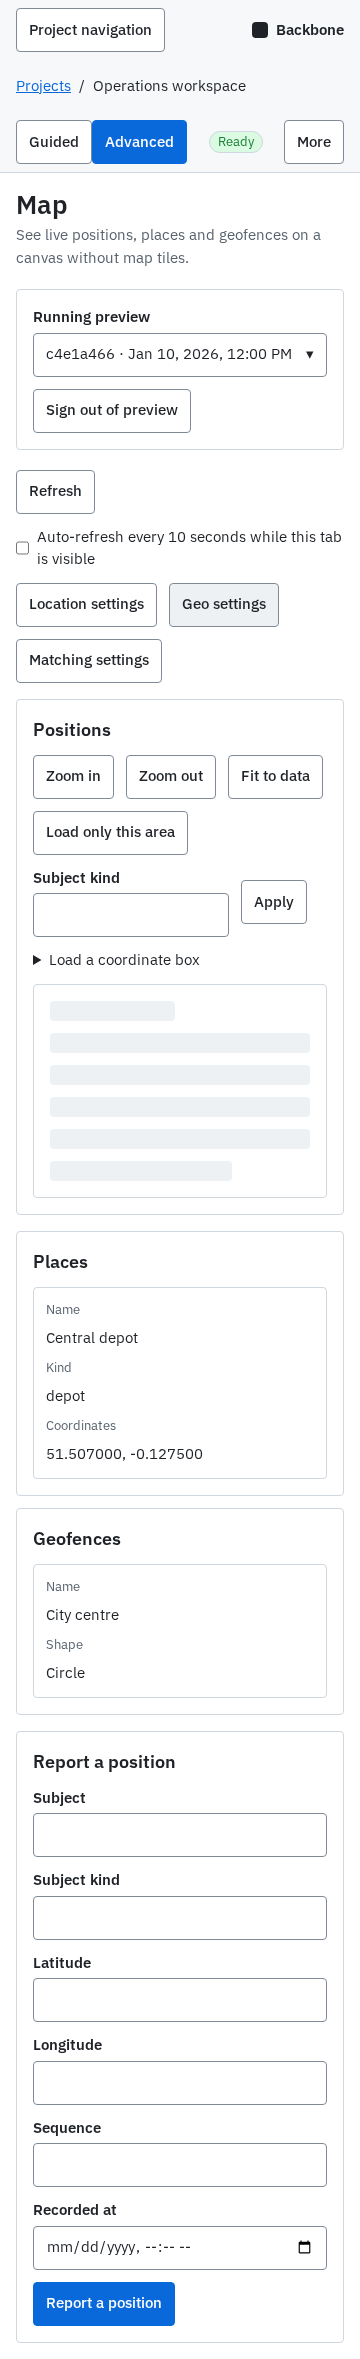 Project navigation
Backbone
Projects / Operations workspace
Guided
Advanced
Ready
More
Map
See live positions, places and geofences on a
canvas without map tiles.
Running preview
c4e1a466 · Jan 10, 2026, 12:00 PM ▾
Sign out of preview
Refresh
Auto-refresh every 10 seconds while this tab
is visible
Location settings
Geo settings
Matching settings
Positions
Zoom in
Zoom out
Fit to data
Load only this area
Subject kind
Apply
Load a coordinate box
Places
Name
Central depot
Kind
depot
Coordinates
51.507000, -0.127500
Geofences
Name
City centre
Shape
Circle
Report a position
Subject
Subject kind
Latitude
Longitude
Sequence
Recorded at
mm/dd/yyyy, --:-- --
Report a position